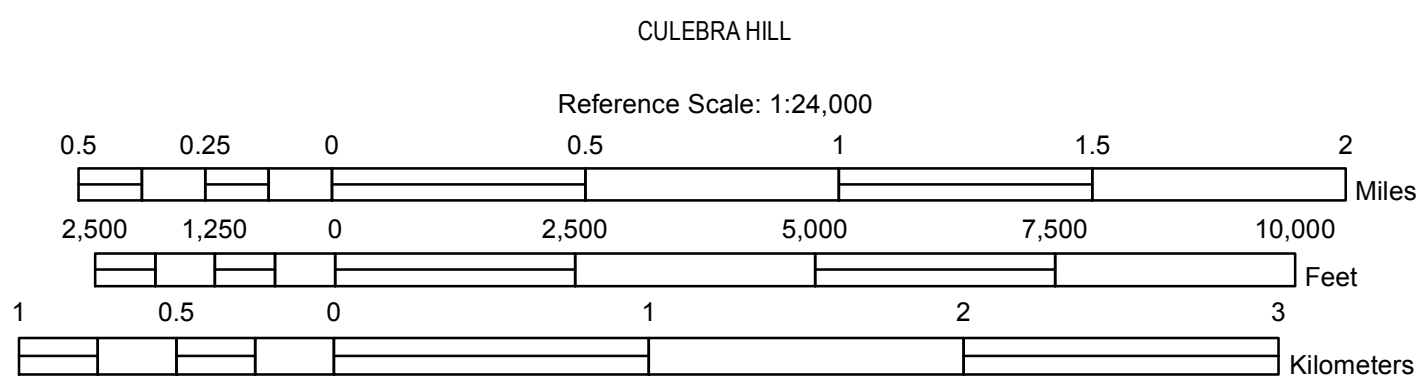 CULEBRA HILL
Reference Scale: 1:24,000
0.5 0.25 0 0.5 1 1.5 2
Miles
2,500 1,250 0 2,500 5,000 7,500 10,000
Feet
1 0.5 0 1 2 3
Kilometers